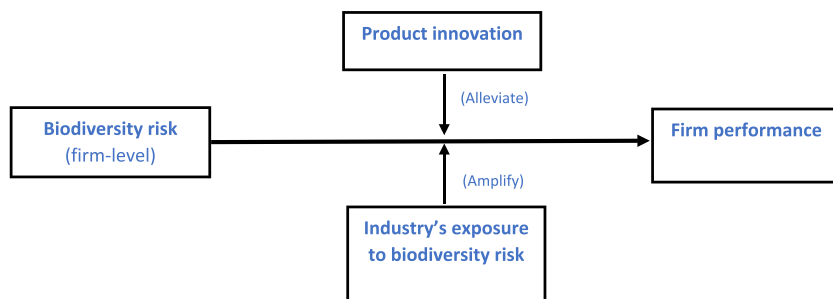 Product innovation
(Alleviate)
Biodiversity risk
(firm-level)
Firm performance
(Amplify)
Industry’s exposure
to biodiversity risk